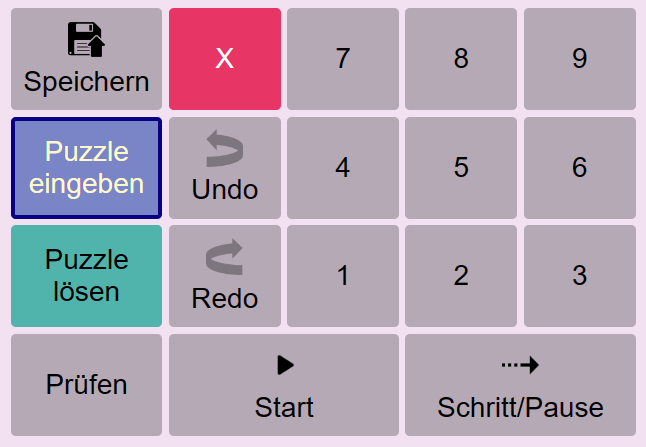 Speichern
X
7
8
9
Puzzle
eingeben
Undo
4
5
6
Puzzle
lösen
Redo
1
2
3
Prüfen
Start
Schritt/Pause